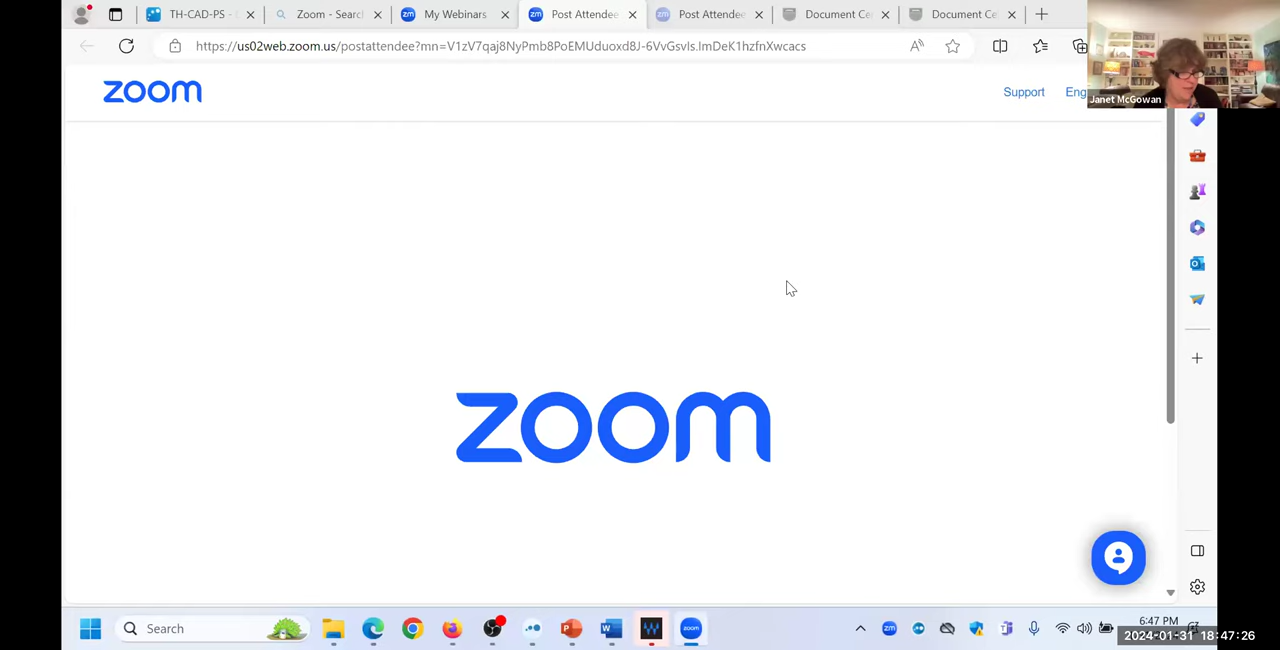 TH-CAD-PS -
Zoom - Searc
My Webinars
Post Attendee
Post Attendee
Document Ce
Document Ce
https://us02web.zoom.us/postattendee?mn=V1zV7qaj8NyPmb8PoEMUduoxd8J-6VvGsvIs.ImDeK1hzfnXwcacs
zoom
Support
Eng
Janet McGowan
zoom
Search
6:47 PM
2024-01-31 18:47:26